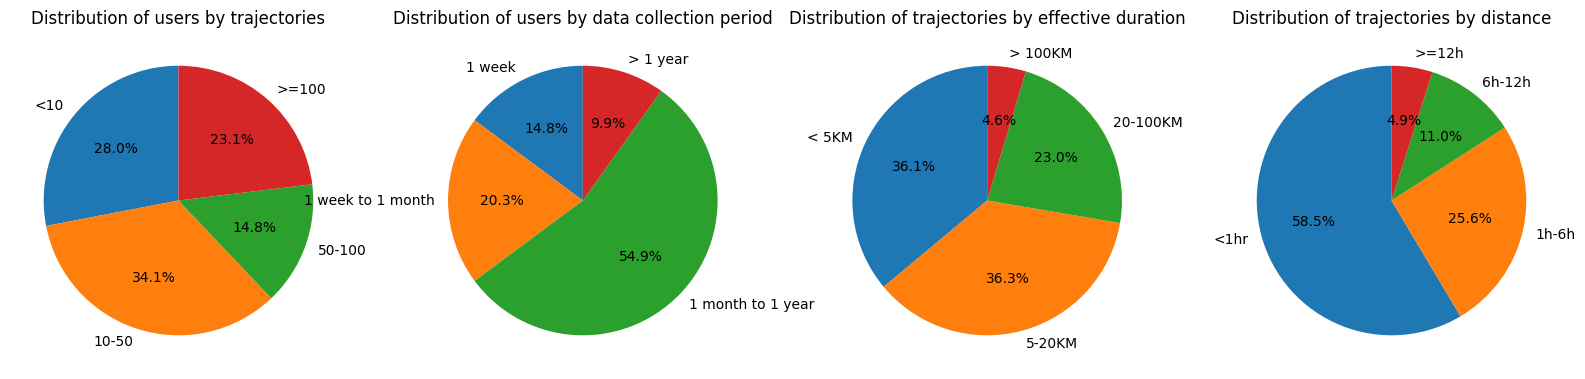 Distribution of users by trajectories
<10
28.0%
10-50
34.1%
50-100
14.8%
>=100
23.1%
Distribution of users by data collection period
1 week
14.8%
1 week to 1 month
20.3%
1 month to 1 year
54.9%
> 1 year
9.9%
Distribution of trajectories by effective duration
< 5KM
36.1%
5-20KM
36.3%
20-100KM
23.0%
> 100KM
4.6%
Distribution of trajectories by distance
<1hr
58.5%
1h-6h
25.6%
6h-12h
11.0%
>=12h
4.9%